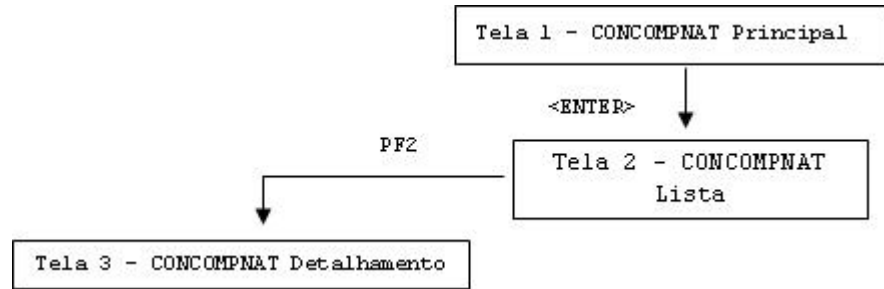 Tela 1 - CONCOMPNAT Principal
<ENTER>
PF2
Tela 2 - CONCOMPNAT
Lista
Tela 3 - CONCOMPNAT Detalhamento